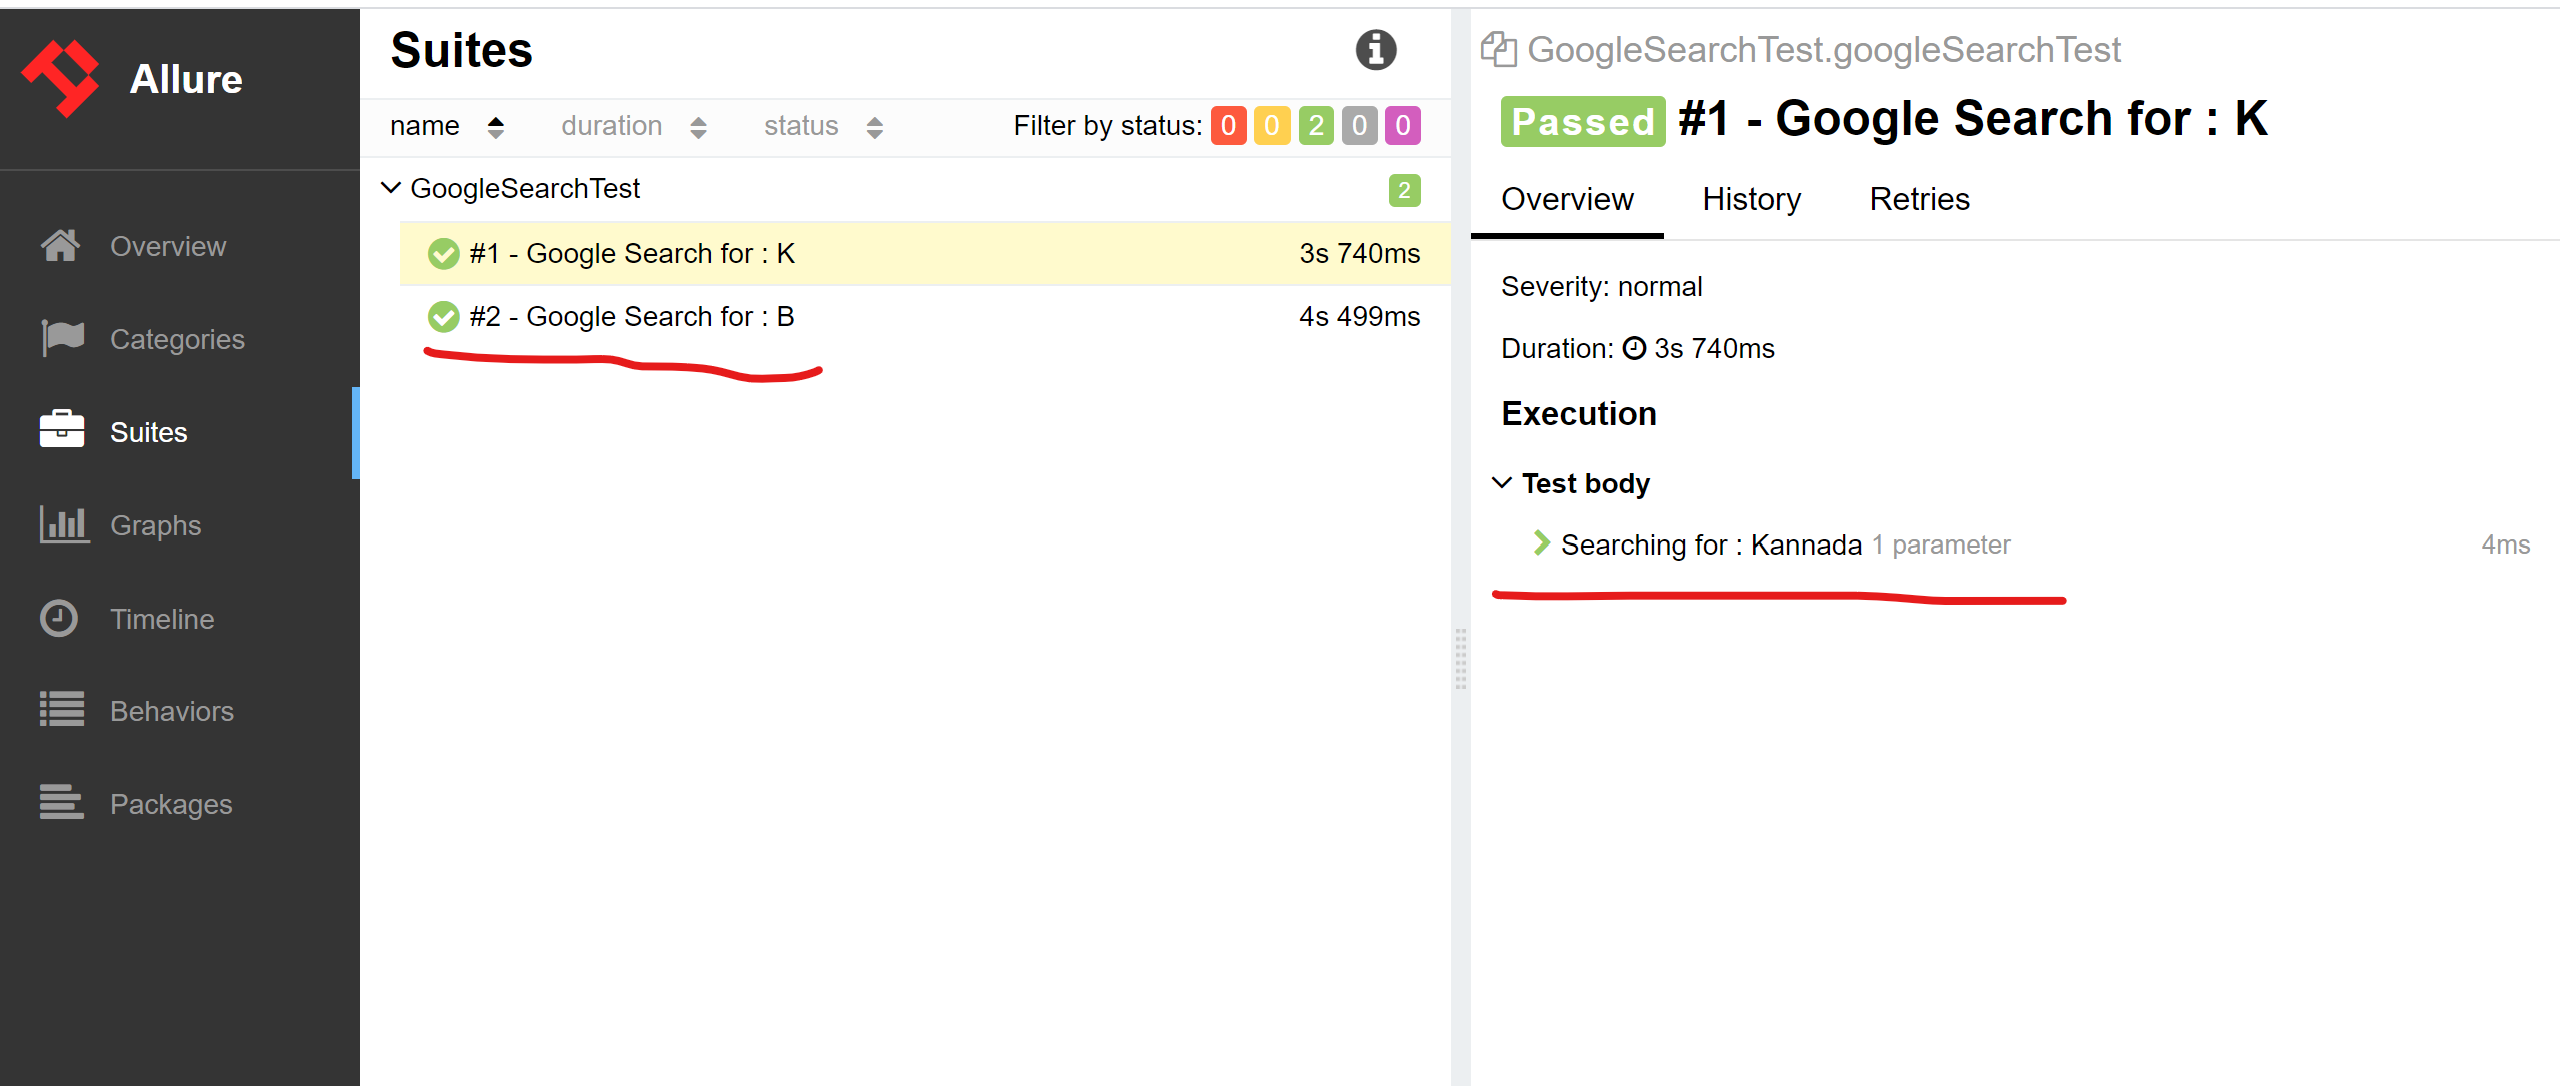 Allure
Overview
Categories
Suites
Graphs
Timeline
Behaviors
Packages
Suites
name duration status Filter by status: 0 0 2 0 0
GoogleSearchTest 2
#1 - Google Search for : K 3s 740ms
#2 - Google Search for : B 4s 499ms
GoogleSearchTest.googleSearchTest
Passed #1 - Google Search for : K
Overview History Retries
Severity: normal
Duration: 3s 740ms
Execution
Test body
Searching for : Kannada 1 parameter 4ms